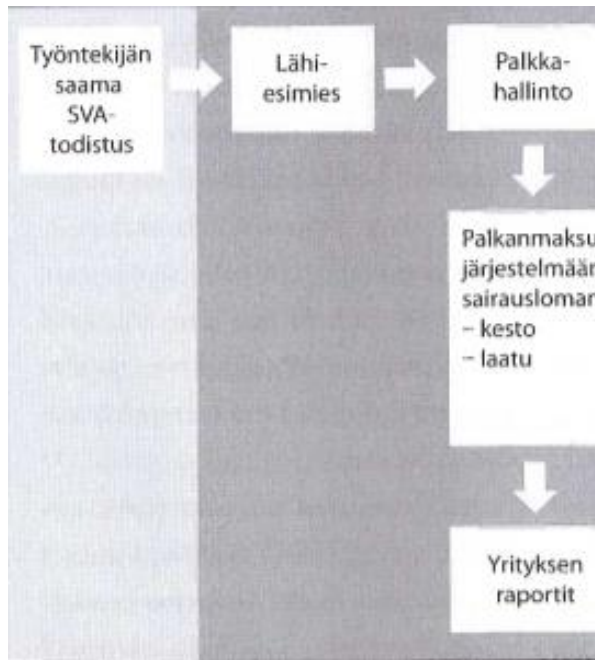 Työntekijän
saama
SVA-
todistus
Lähi-
esimies
Palkka-
hallinto
Palkanmaksu
järjestelmään
sairausloman
– kesto
– laatu
Yrityksen
raportit